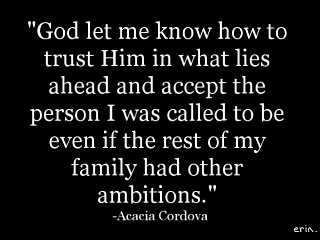 "God let me know how to
trust Him in what lies
ahead and accept the
person I was called to be
even if the rest of my
family had other
ambitions."
-Acacia Cordova
erin.